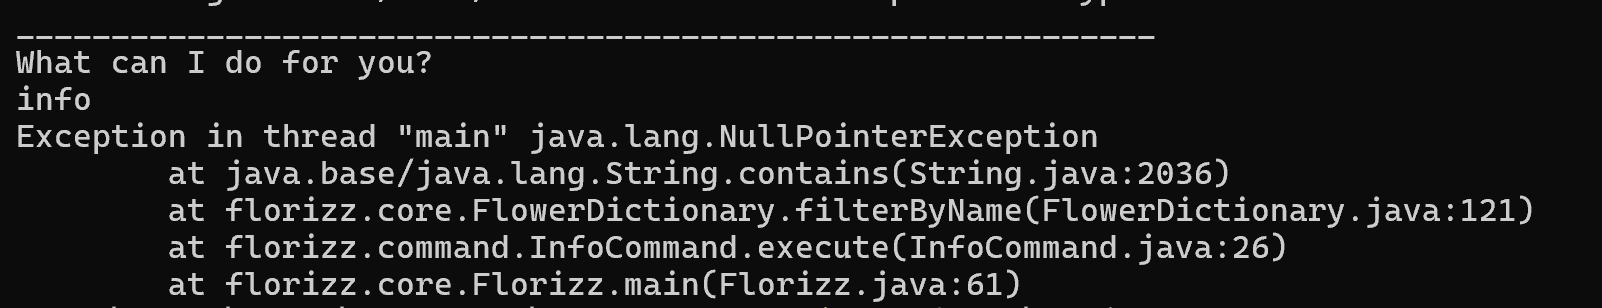 ____________________________________________________________
What can I do for you?
info
Exception in thread "main" java.lang.NullPointerException
        at java.base/java.lang.String.contains(String.java:2036)
        at florizz.core.FlowerDictionary.filterByName(FlowerDictionary.java:121)
        at florizz.command.InfoCommand.execute(InfoCommand.java:26)
        at florizz.core.Florizz.main(Florizz.java:61)